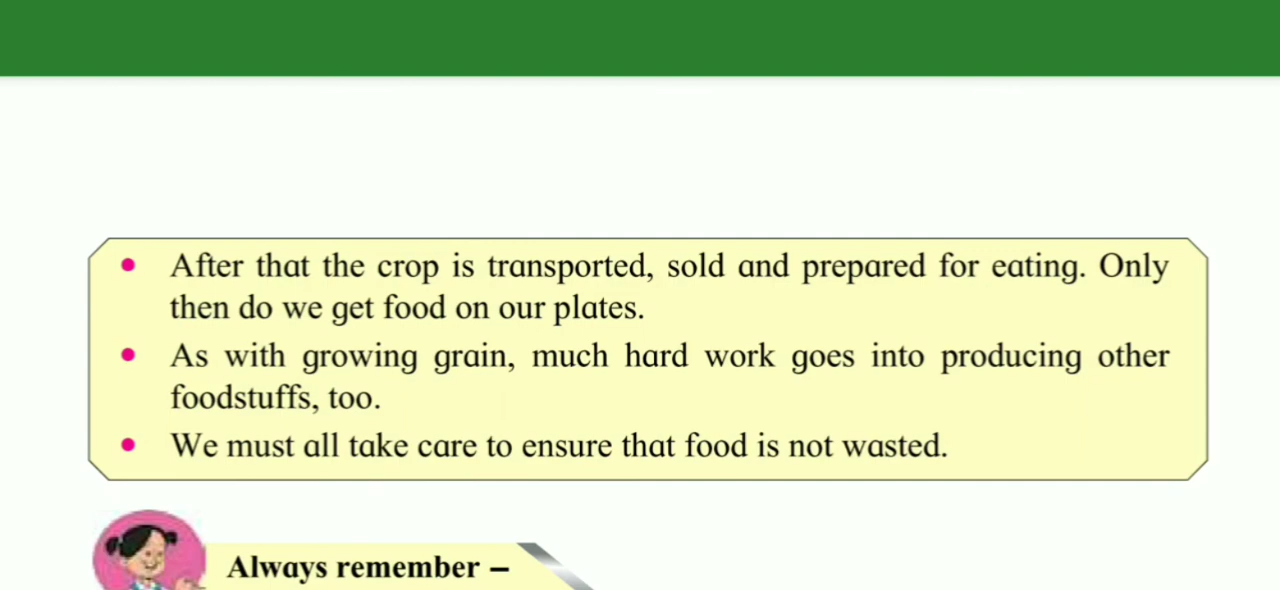 • After that the crop is transported, sold and prepared for eating. Only
then do we get food on our plates.
• As with growing grain, much hard work goes into producing other
foodstuffs, too.
• We must all take care to ensure that food is not wasted.
Always remember –